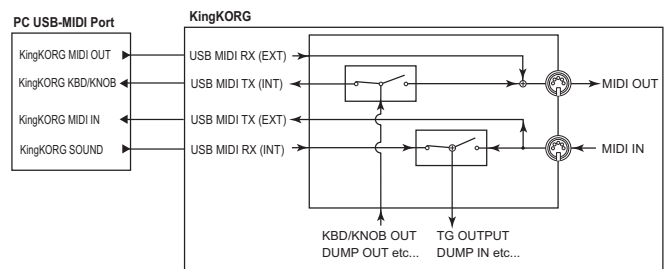 PC USB-MIDI Port
KingKORG
KingKORG MIDI OUT
USB MIDI RX (EXT)
KingKORG KBD/KNOB
USB MIDI TX (INT)
MIDI OUT
KingKORG MIDI IN
USB MIDI TX (EXT)
KingKORG SOUND
USB MIDI RX (INT)
MIDI IN
KBD/KNOB OUT
DUMP OUT etc...
TG OUTPUT
DUMP IN etc...